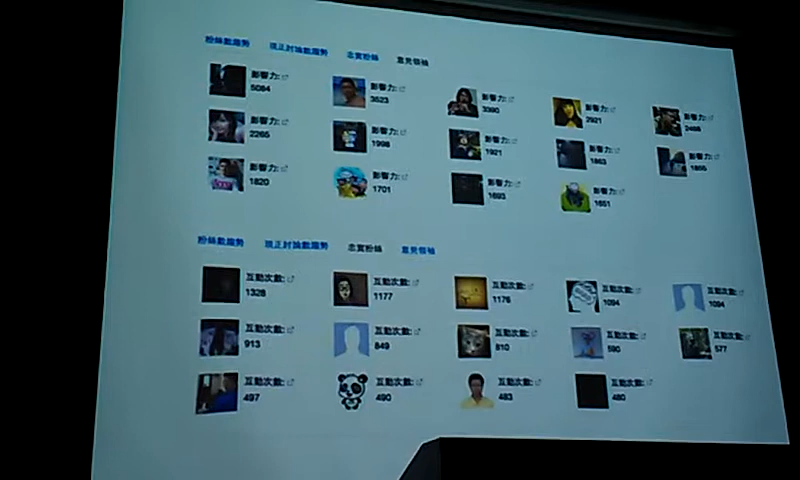 粉絲數趨勢 現正討論數趨勢 忠實粉絲 意見領袖
影響力: 影響力: 影響力: 影響力: 影響力:
5084 3523 3390 2921 2488
影響力: 影響力: 影響力: 影響力: 影響力:
2265 1998 1921 1863
影響力: 影響力: 影響力: 影響力:
1820 1701 1693 1651
粉絲數趨勢 現正討論數趨勢 忠實粉絲 意見領袖
互動次數: 互動次數: 互動次數: 互動次數: 互動次數:
1328 1177 1176 1094 1094
互動次數: 互動次數: 互動次數: 互動次數: 互動次數:
913 849 810 590 577
互動次數: 互動次數: 互動次數: 互動次數:
497 490 483 480